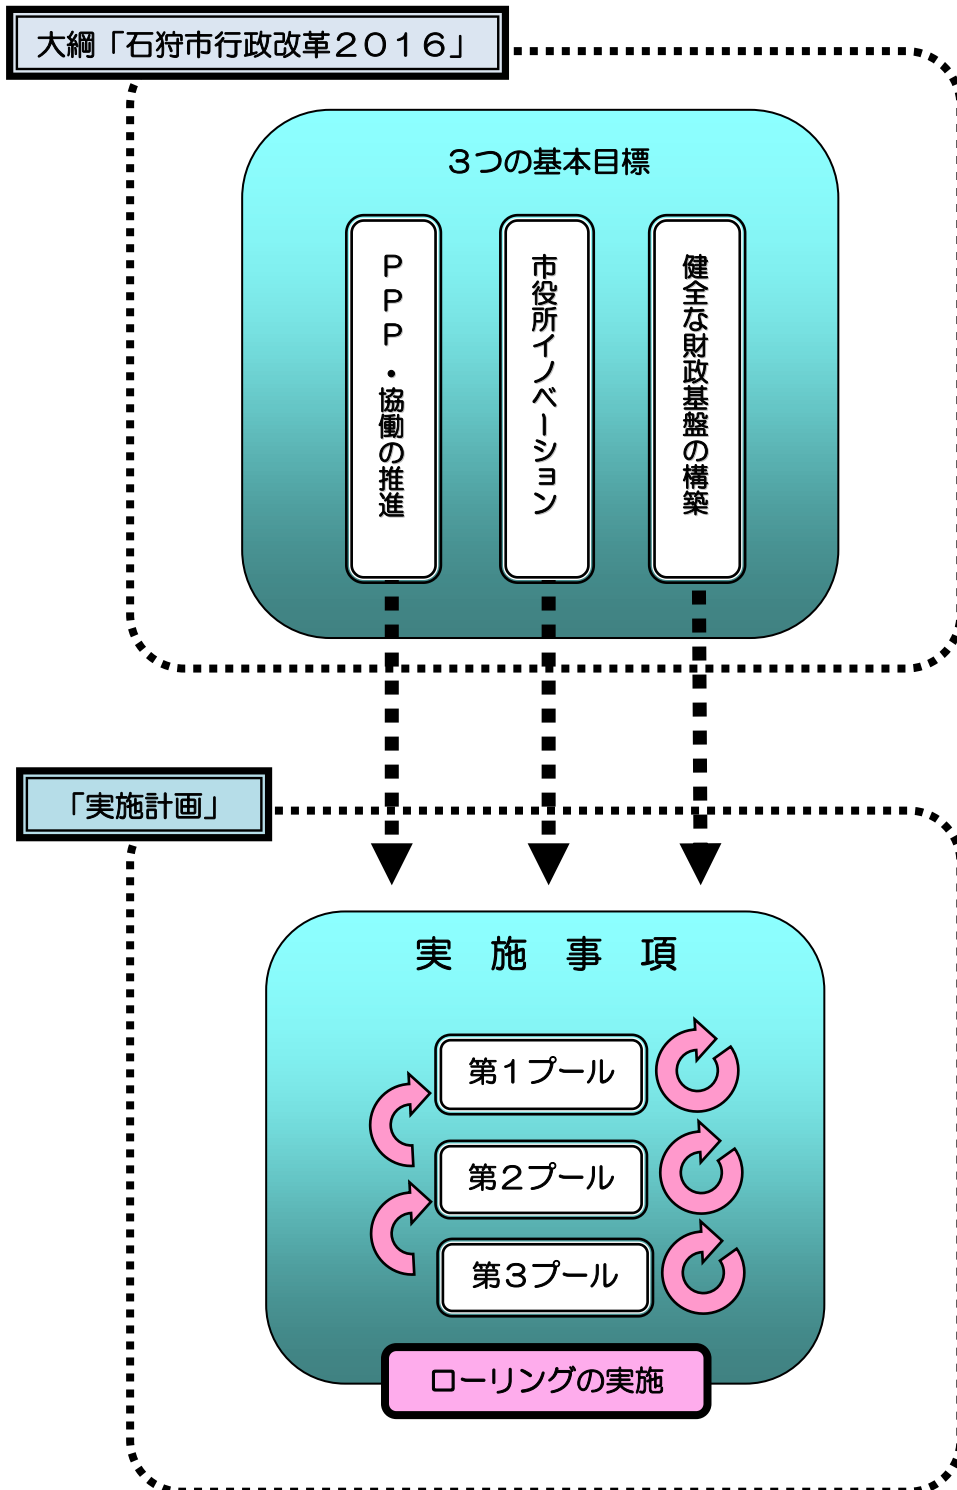 大綱「石狩市行政改革２０１６」
３つの基本目標
ＰＰＰ・協働の推進
市役所イノベーション
健全な財政基盤の構築
「実施計画」
実　施　事　項
第１プール
第２プール
第３プール
ローリングの実施